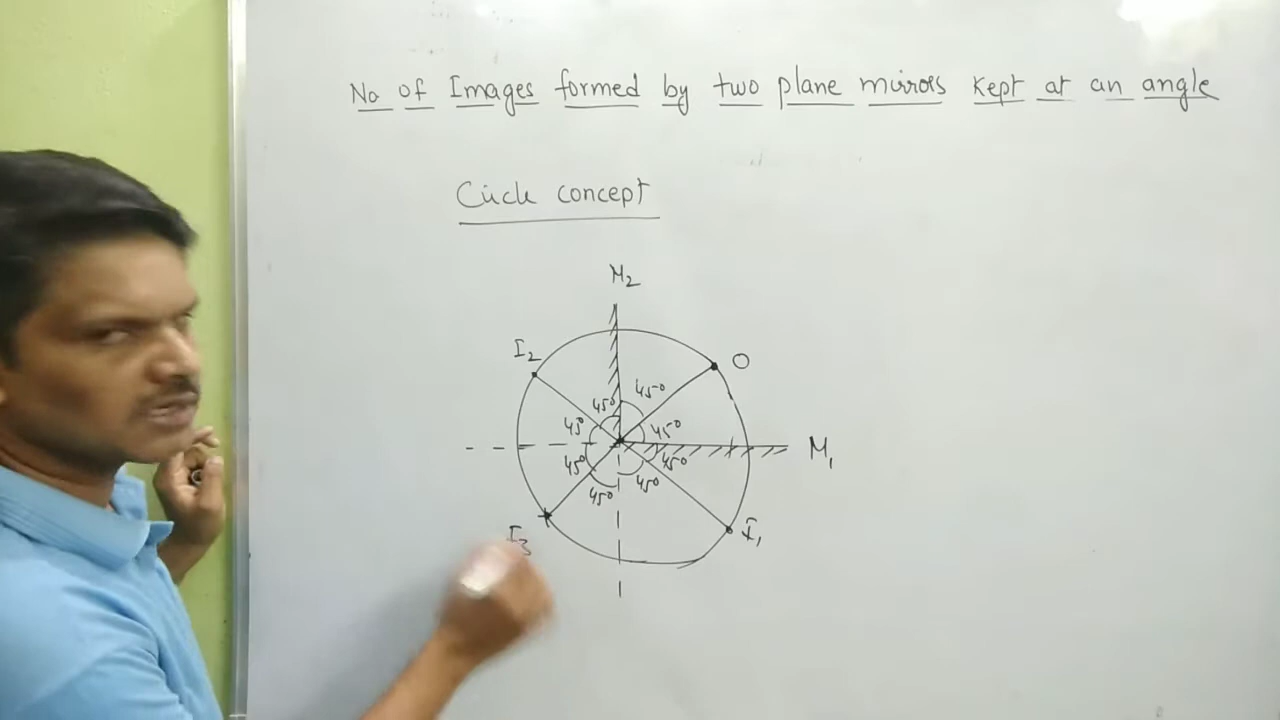 No of Images formed by two plane mirrors kept at an angle
Circle concept
M2
I2
O
45°
45°
45°
45°
M1
45°
45°
45°
45°
I3
I1